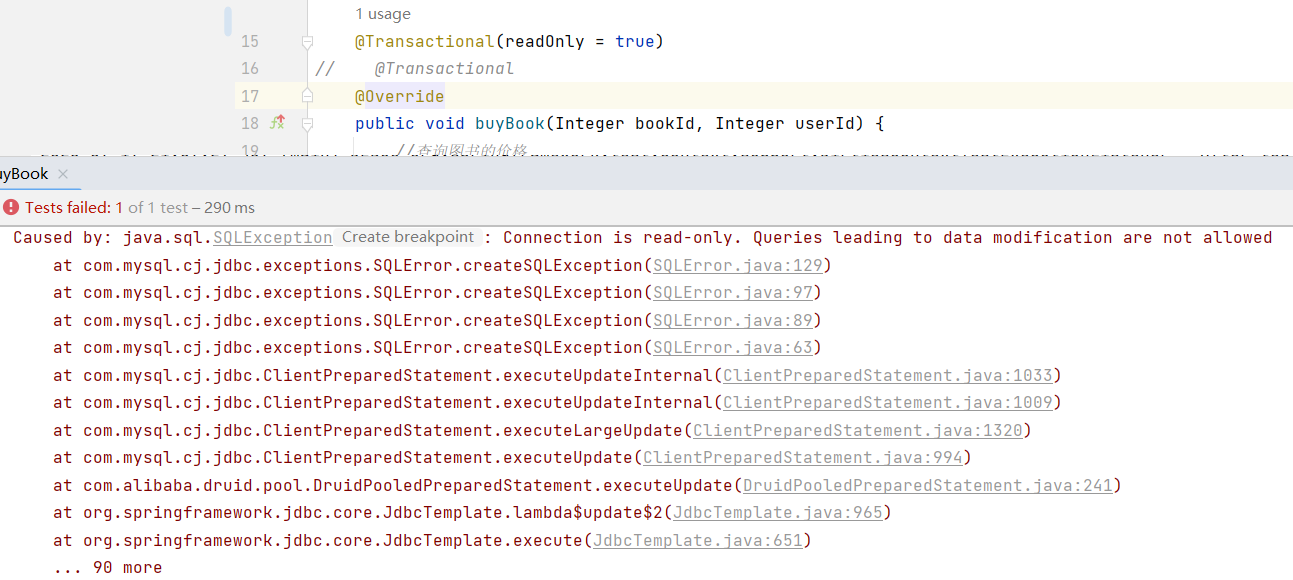 1 usage
15 @Transactional(readOnly = true)
16 // @Transactional
17 @Override
18 public void buyBook(Integer bookId, Integer userId) {
19 //查询图书的价格
uyBook ×
Tests failed: 1 of 1 test – 290 ms
Caused by: java.sql.SQLException Create breakpoint : Connection is read-only. Queries leading to data modification are not allowed
at com.mysql.cj.jdbc.exceptions.SQLError.createSQLException(SQLError.java:129)
at com.mysql.cj.jdbc.exceptions.SQLError.createSQLException(SQLError.java:97)
at com.mysql.cj.jdbc.exceptions.SQLError.createSQLException(SQLError.java:89)
at com.mysql.cj.jdbc.exceptions.SQLError.createSQLException(SQLError.java:63)
at com.mysql.cj.jdbc.ClientPreparedStatement.executeUpdateInternal(ClientPreparedStatement.java:1033)
at com.mysql.cj.jdbc.ClientPreparedStatement.executeUpdateInternal(ClientPreparedStatement.java:1009)
at com.mysql.cj.jdbc.ClientPreparedStatement.executeLargeUpdate(ClientPreparedStatement.java:1320)
at com.mysql.cj.jdbc.ClientPreparedStatement.executeUpdate(ClientPreparedStatement.java:994)
at com.alibaba.druid.pool.DruidPooledPreparedStatement.executeUpdate(DruidPooledPreparedStatement.java:241)
at org.springframework.jdbc.core.JdbcTemplate.lambda$update$2(JdbcTemplate.java:965)
at org.springframework.jdbc.core.JdbcTemplate.execute(JdbcTemplate.java:651)
... 90 more